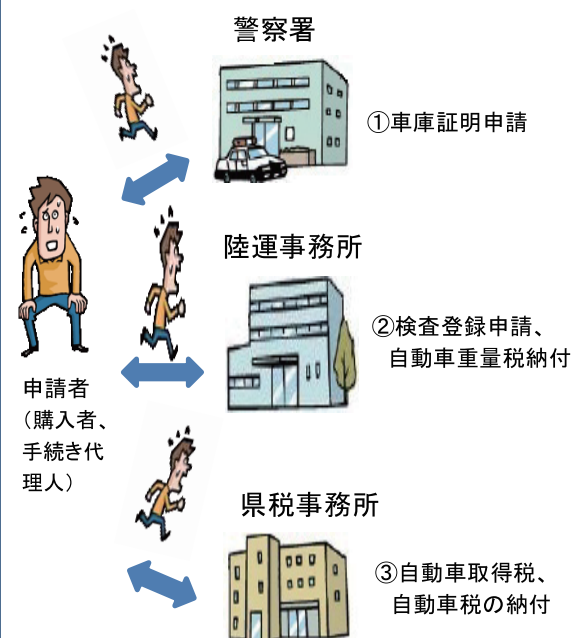 警察署
①車庫証明申請
陸運事務所
②検査登録申請、
自動車重量税納付
申請者
（購入者、
手続き代
理人）
県税事務所
③自動車取得税、
自動車税の納付